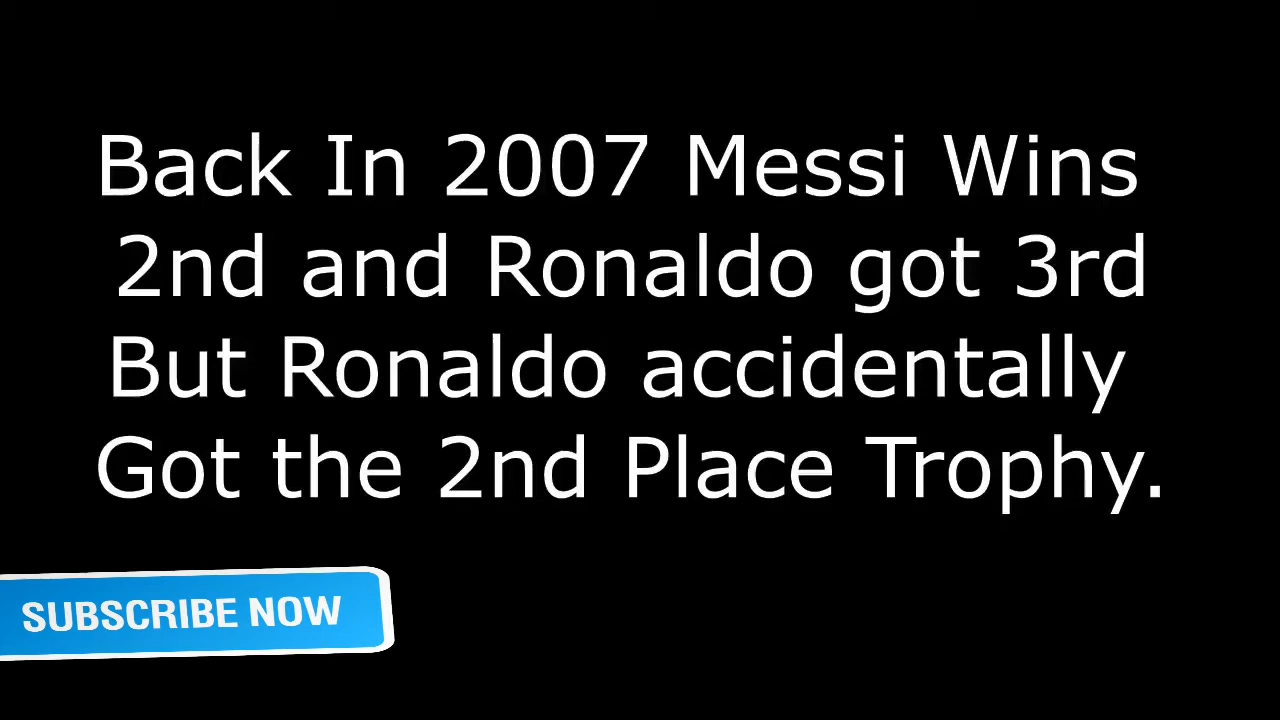 Back In 2007 Messi Wins
2nd and Ronaldo got 3rd
But Ronaldo accidentally
Got the 2nd Place Trophy.
SUBSCRIBE NOW